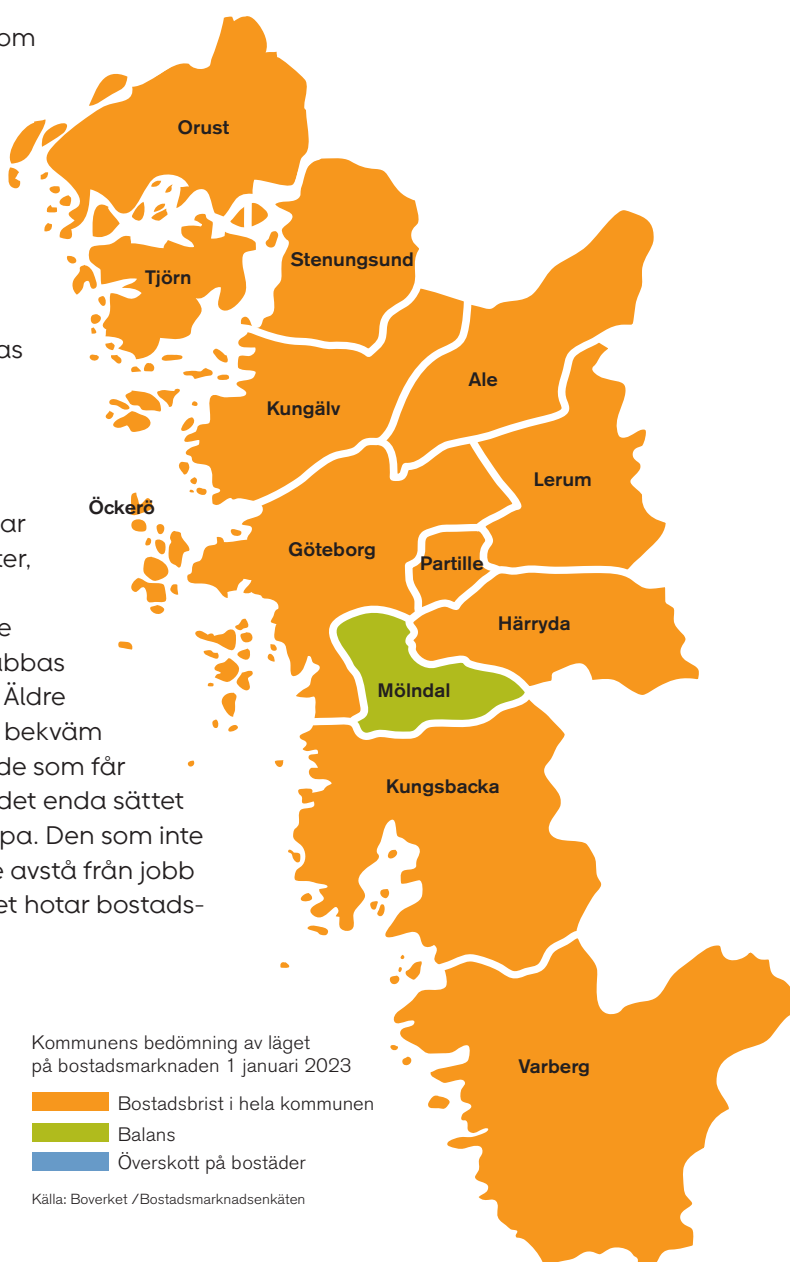 om
as
ar
ter,
e
abbas
Äldre
bekväm
de som får
det enda sättet
pa. Den som inte
e avstå från jobb
et hotar bostads-
Orust
Stenungsund
Tjörn
Ale
Kungälv
Lerum
Öckerö
Göteborg
Partille
Härryda
Mölndal
Kungsbacka
Varberg
Kommunens bedömning av läget
på bostadsmarknaden 1 januari 2023
Bostadsbrist i hela kommunen
Balans
Överskott på bostäder
Källa: Boverket /Bostadsmarknadsenkäten